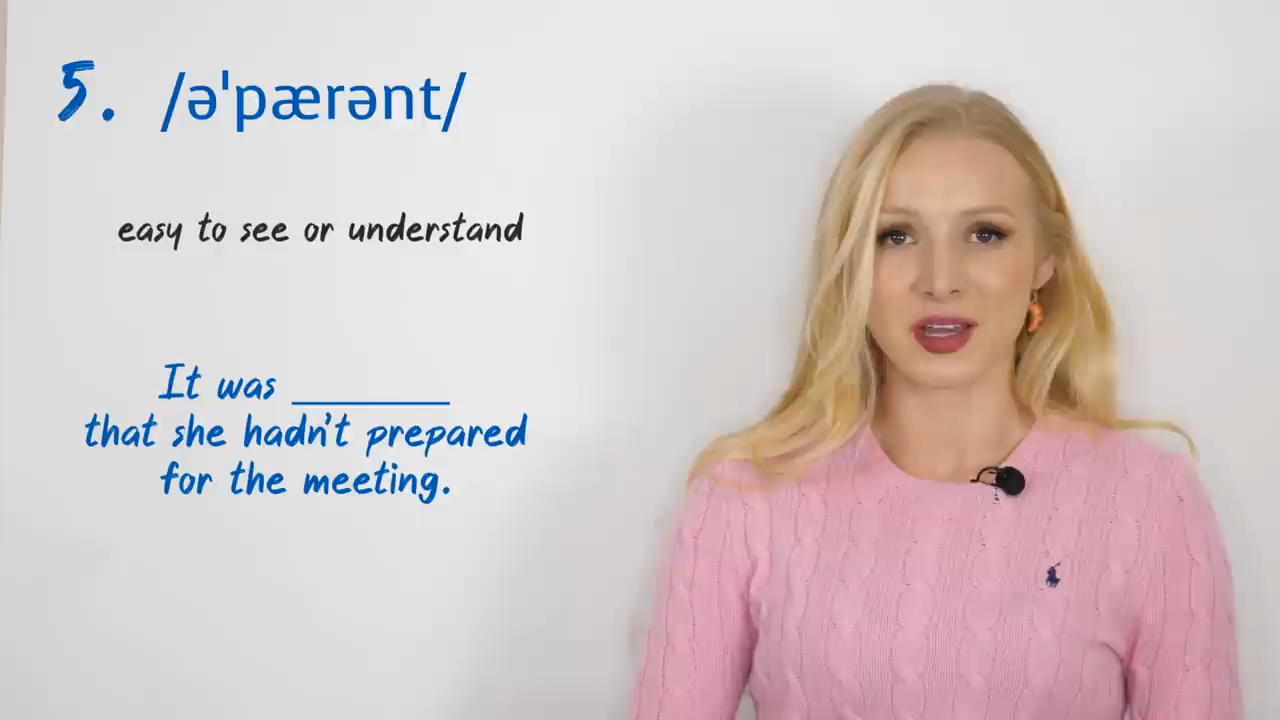 5. /əˈpærənt/
easy to see or understand
It was ________
that she hadn't prepared
for the meeting.